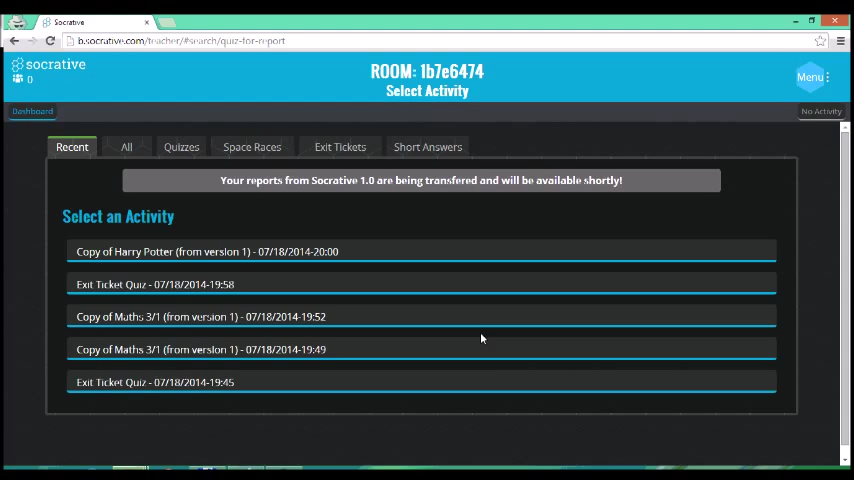 Socrative
b.socrative.com/teacher/#search/quiz-for-report
socrative
0
ROOM: 1b7e6474
Select Activity
Menu
Dashboard
No Activity
Recent
All
Quizzes
Space Races
Exit Tickets
Short Answers
Your reports from Socrative 1.0 are being transfered and will be available shortly!
Select an Activity
Copy of Harry Potter (from version 1) - 07/18/2014-20:00
Exit Ticket Quiz - 07/18/2014-19:58
Copy of Maths 3/1 (from version 1) - 07/18/2014-19:52
Copy of Maths 3/1 (from version 1) - 07/18/2014-19:49
Exit Ticket Quiz - 07/18/2014-19:45